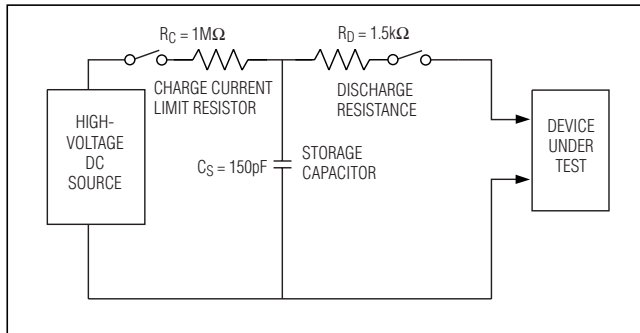 R_C = 1MΩ
CHARGE CURRENT
LIMIT RESISTOR
R_D = 1.5kΩ
DISCHARGE
RESISTANCE
HIGH-
VOLTAGE
DC
SOURCE
C_S = 150pF
STORAGE
CAPACITOR
DEVICE
UNDER
TEST